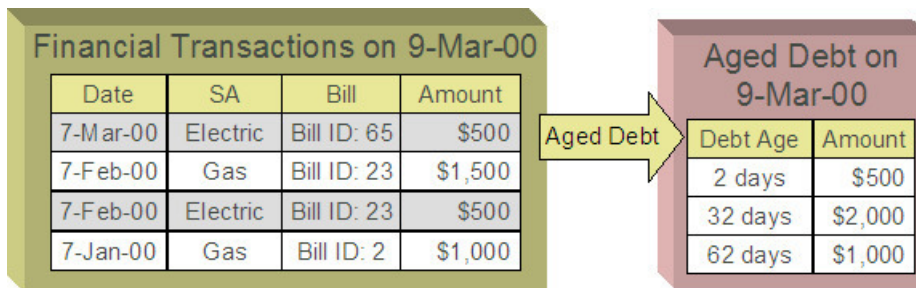 Financial Transactions on 9-Mar-00
Date SA Bill Amount
7-Mar-00 Electric Bill ID: 65 $500
7-Feb-00 Gas Bill ID: 23 $1,500
7-Feb-00 Electric Bill ID: 23 $500
7-Jan-00 Gas Bill ID: 2 $1,000
Aged Debt
Aged Debt on
9-Mar-00
Debt Age Amount
2 days $500
32 days $2,000
62 days $1,000